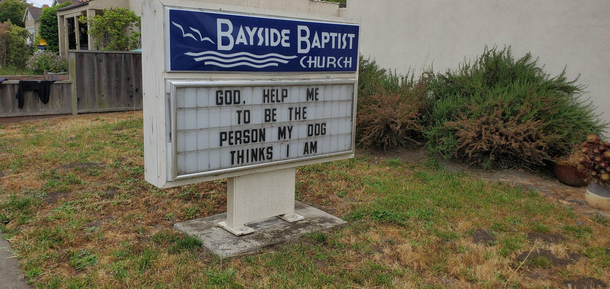 BAYSIDE BAPTIST
CHURCH
GOD, HELP ME
TO BE THE
PERSON MY DOG
THINKS I AM